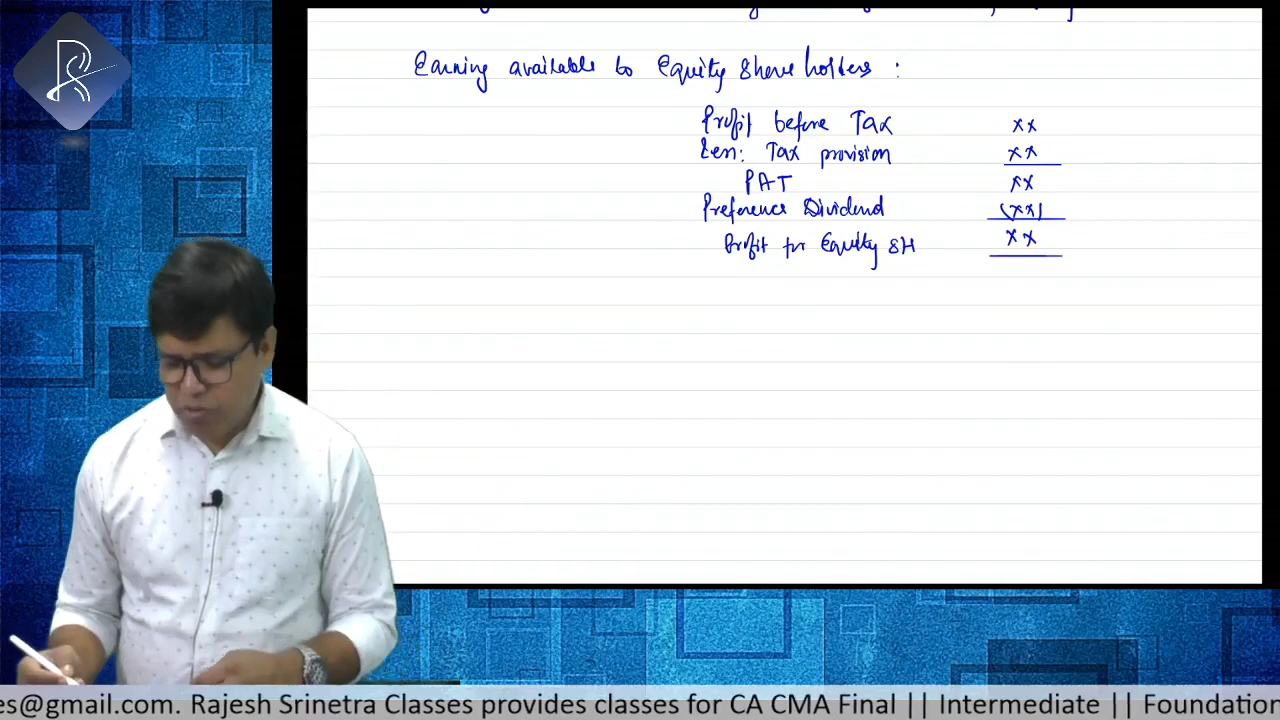 Earning available to Equity Share holders :
Profit before Tax xx
Less: Tax provision xx
PAT xx
Preference Dividend (xx)
Profit for Equity SH xx
es@gmail.com. Rajesh Srinetra Classes provides classes for CA CMA Final || Intermediate || Foundation